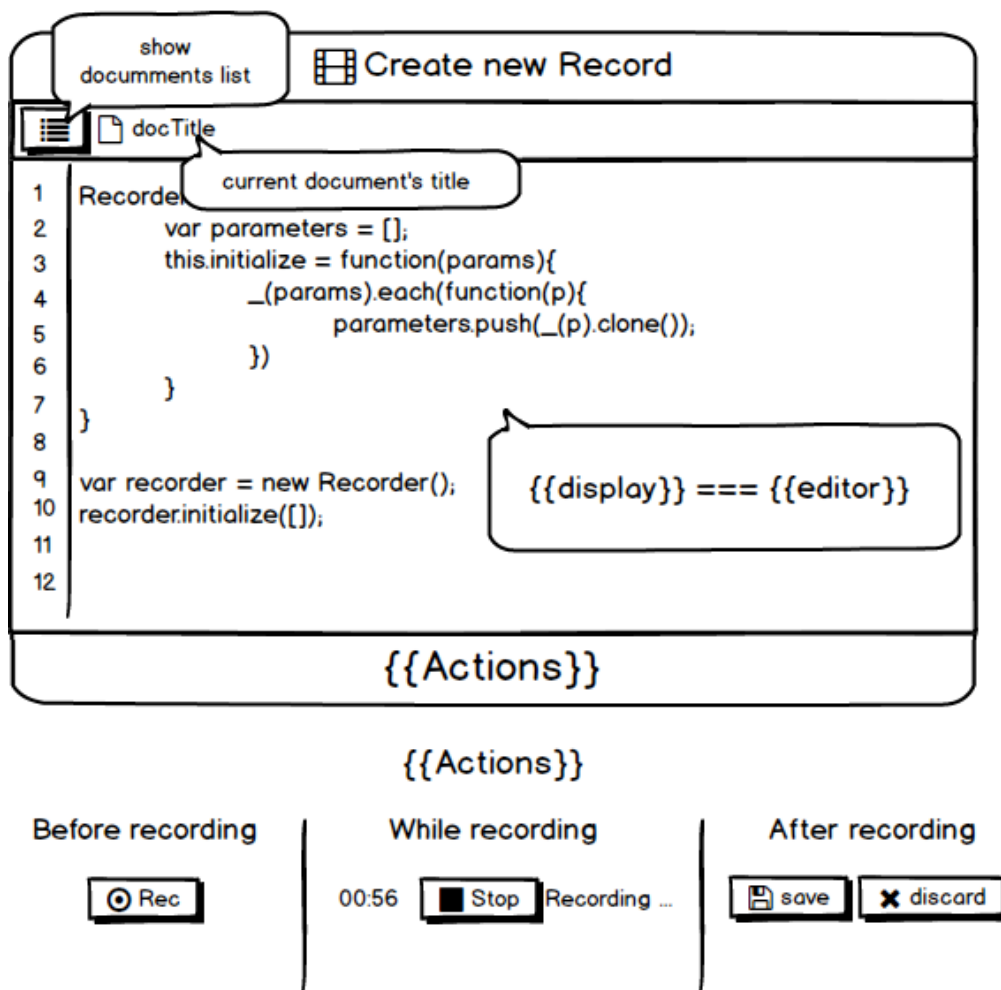 show
documments list
Create new Record
docTitle
current document's title
1 Recorder
2 var parameters = [];
3 this.initialize = function(params){
4 _(params).each(function(p){
5 parameters.push(_(p).clone());
6 })
7 }
8 }
9 var recorder = new Recorder();
10 recorder.initialize([]);
11
12
{{display}} === {{editor}}
{{Actions}}
{{Actions}}
Before recording
While recording
After recording
Rec
00:56 Stop Recording ...
save discard